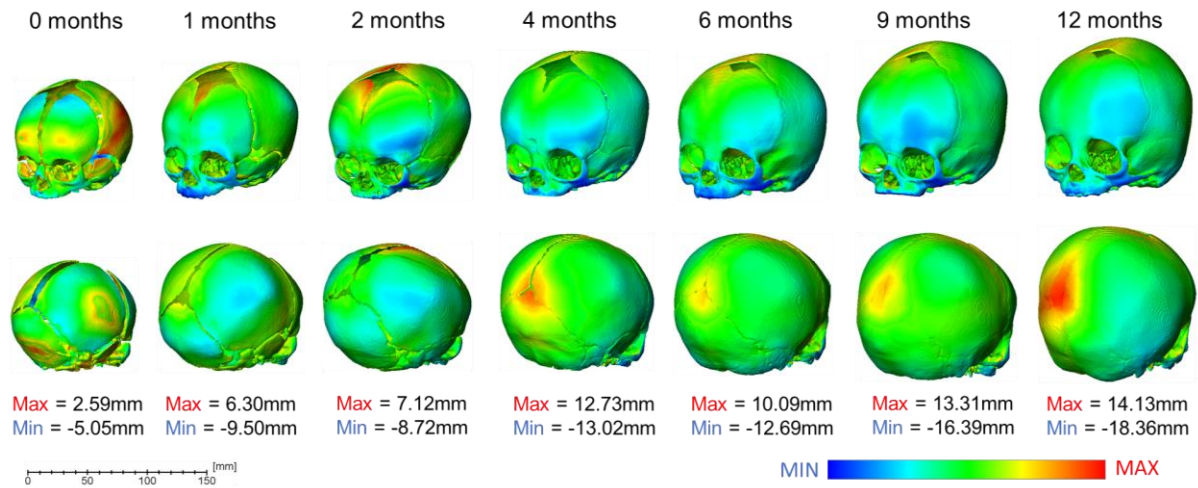 0 months 1 months 2 months 4 months 6 months 9 months 12 months
Max = 2.59mm Max = 6.30mm Max = 7.12mm Max = 12.73mm Max = 10.09mm Max = 13.31mm Max = 14.13mm
Min = -5.05mm Min = -9.50mm Min = -8.72mm Min = -13.02mm Min = -12.69mm Min = -16.39mm Min = -18.36mm
[mm]
0 50 100 150
MIN MAX